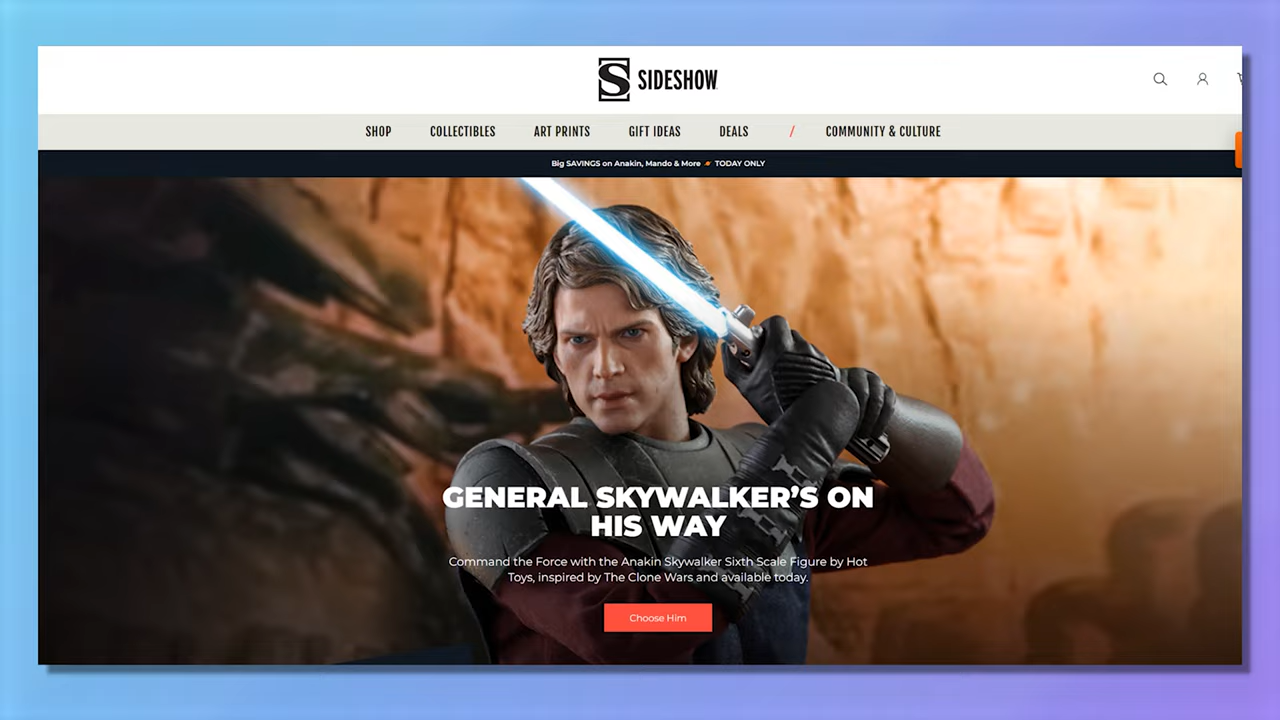 S SIDESHOW
SHOP COLLECTIBLES ART PRINTS GIFT IDEAS DEALS / COMMUNITY & CULTURE
Big SAVINGS on Anakin, Mando & More TODAY ONLY
GENERAL SKYWALKER’S ON
HIS WAY
Command the Force with the Anakin Skywalker Sixth Scale Figure by Hot
Toys, inspired by The Clone Wars and available today.
Choose Him